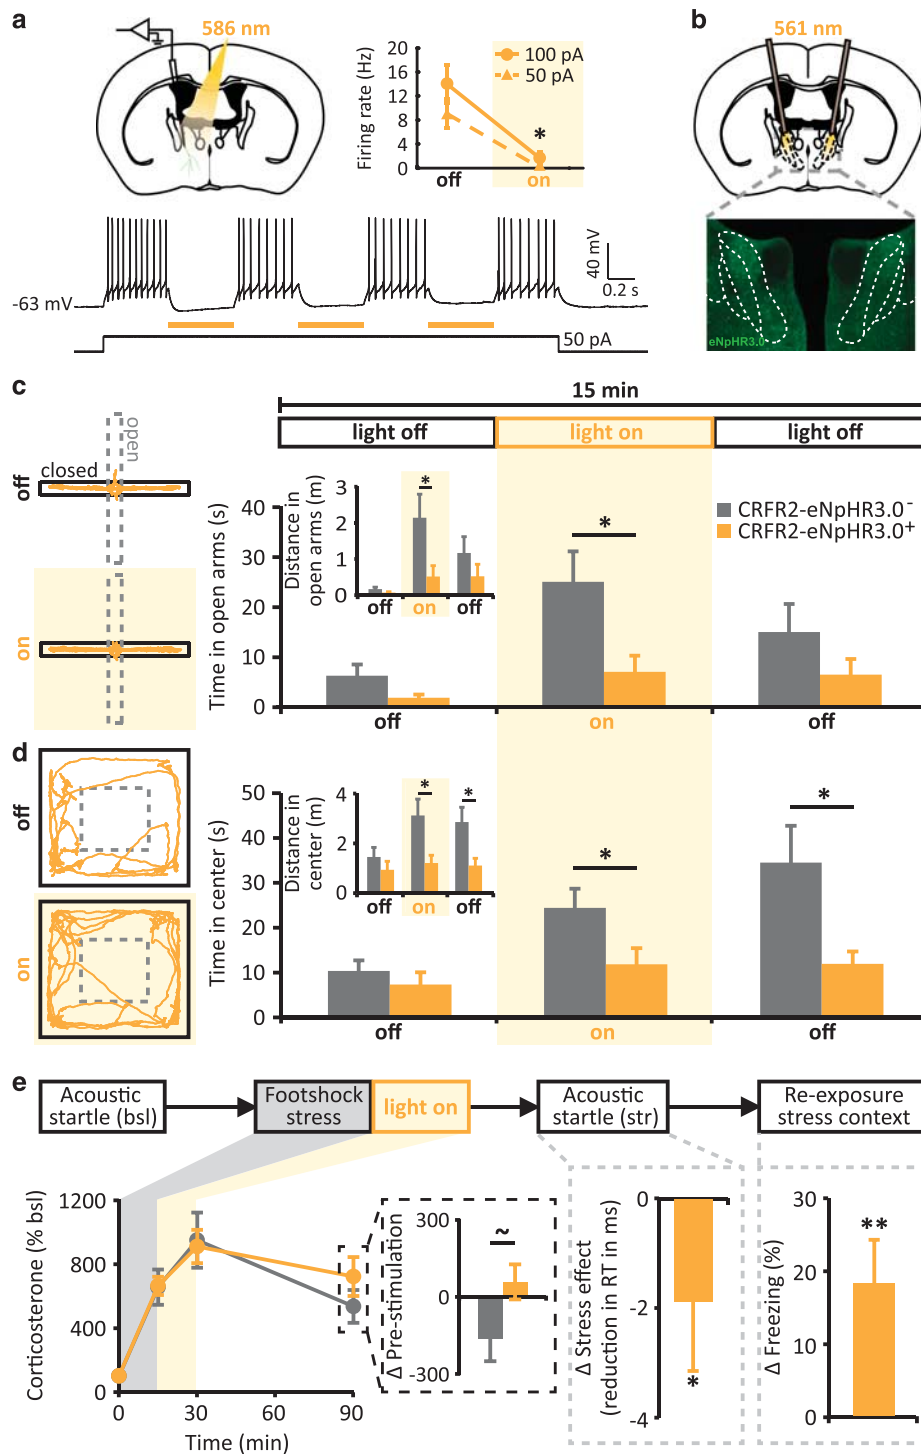 a
586 nm
Firing rate (Hz)
20
16
12
8
4
0
100 pA
50 pA
*
off
on
-63 mV
40 mV
0.2 s
50 pA
b
561 nm
eNpHR3.0
c
15 min
light off
light on
light off
off
closed
open
on
Time in open arms (s)
40
30
20
10
0
Distance in
open arms (m)
3
2
1
0
*
off
on
off
*
CRFR2-eNpHR3.0⁻
CRFR2-eNpHR3.0⁺
off
on
off
d
off
on
Time in center (s)
50
40
30
20
10
0
Distance in
center (m)
4
2
0
*
*
off
on
off
*
*
off
on
off
e
Acoustic
startle (bsl)
Footshock
stress
light on
Acoustic
startle (str)
Re-exposure
stress context
Corticosterone (% bsl)
1200
800
400
0
0
15
30
90
Time (min)
Δ Pre-stimulation
300
0
-300
~
Δ Stress effect
(reduction in RT in ms)
0
-2
-4
*
Δ Freezing (%)
30
20
10
0
**